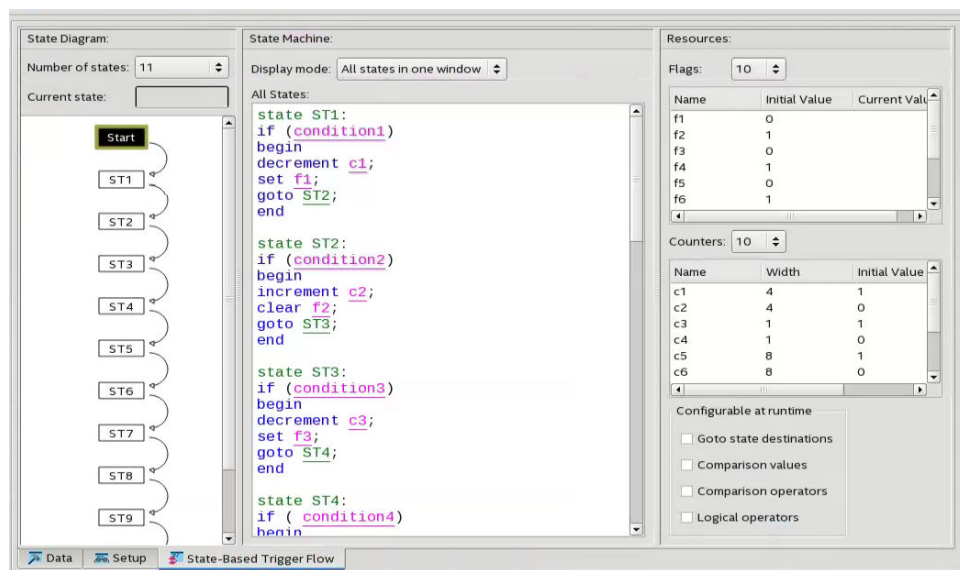 State Diagram:
Number of states: 11
Current state:
Start
ST1
ST2
ST3
ST4
ST5
ST6
ST7
ST8
ST9
State Machine:
Display mode: All states in one window
All States:
state ST1:
if (condition1)
begin
decrement c1;
set f1;
goto ST2;
end
state ST2:
if (condition2)
begin
increment c2;
clear f2;
goto ST3;
end
state ST3:
if (condition3)
begin
decrement c3;
set f3;
goto ST4;
end
state ST4:
if ( condition4)
begin
Resources:
Flags: 10
Name Initial Value Current Valu
f1 0
f2 1
f3 0
f4 1
f5 0
f6 1
Counters: 10
Name Width Initial Value
c1 4 1
c2 4 0
c3 1 1
c4 1 0
c5 8 1
c6 8 0
Configurable at runtime
Goto state destinations
Comparison values
Comparison operators
Logical operators
Data Setup State-Based Trigger Flow